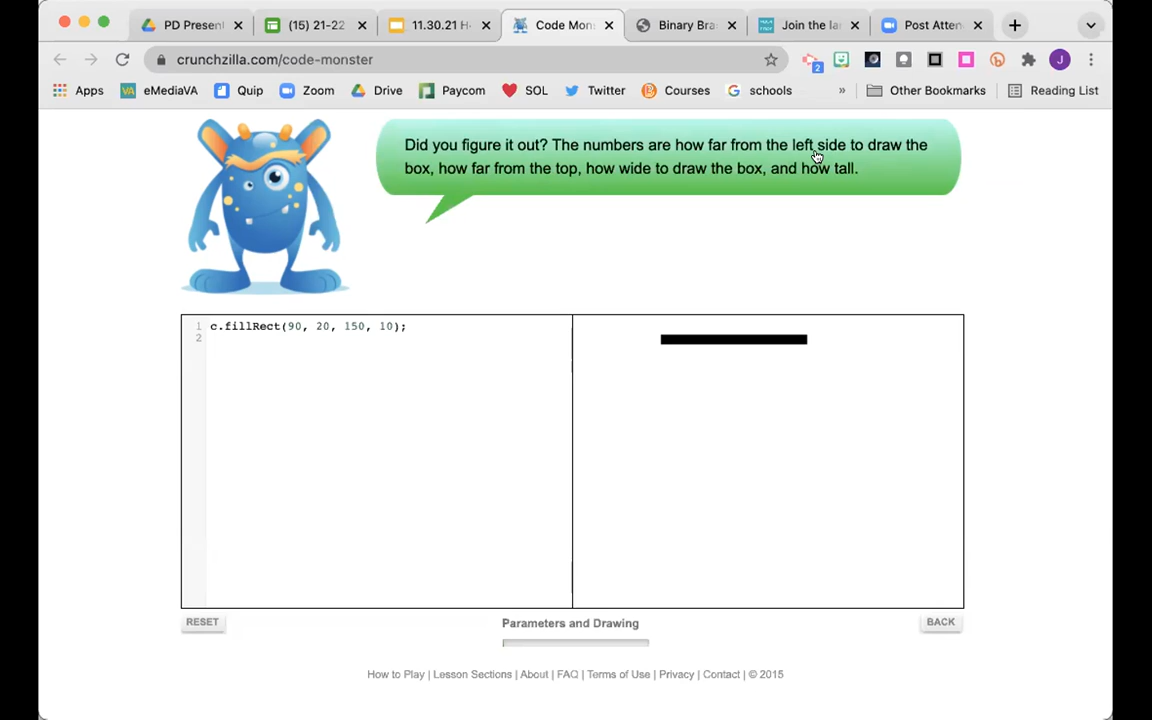 PD Present
(15) 21-22
11.30.21 H
Code Mon
Binary Bra
Join the la
Post Atten
crunchzilla.com/code-monster
2
J
Apps
VA eMediaVA
Quip
Zoom
Drive
Paycom
SOL
Twitter
Courses
schools
»
Other Bookmarks
Reading List
Did you figure it out? The numbers are how far from the left side to draw the
box, how far from the top, how wide to draw the box, and how tall.
1 c.fillRect(90, 20, 150, 10);
2
RESET
Parameters and Drawing
BACK
How to Play | Lesson Sections | About | FAQ | Terms of Use | Privacy | Contact | © 2015